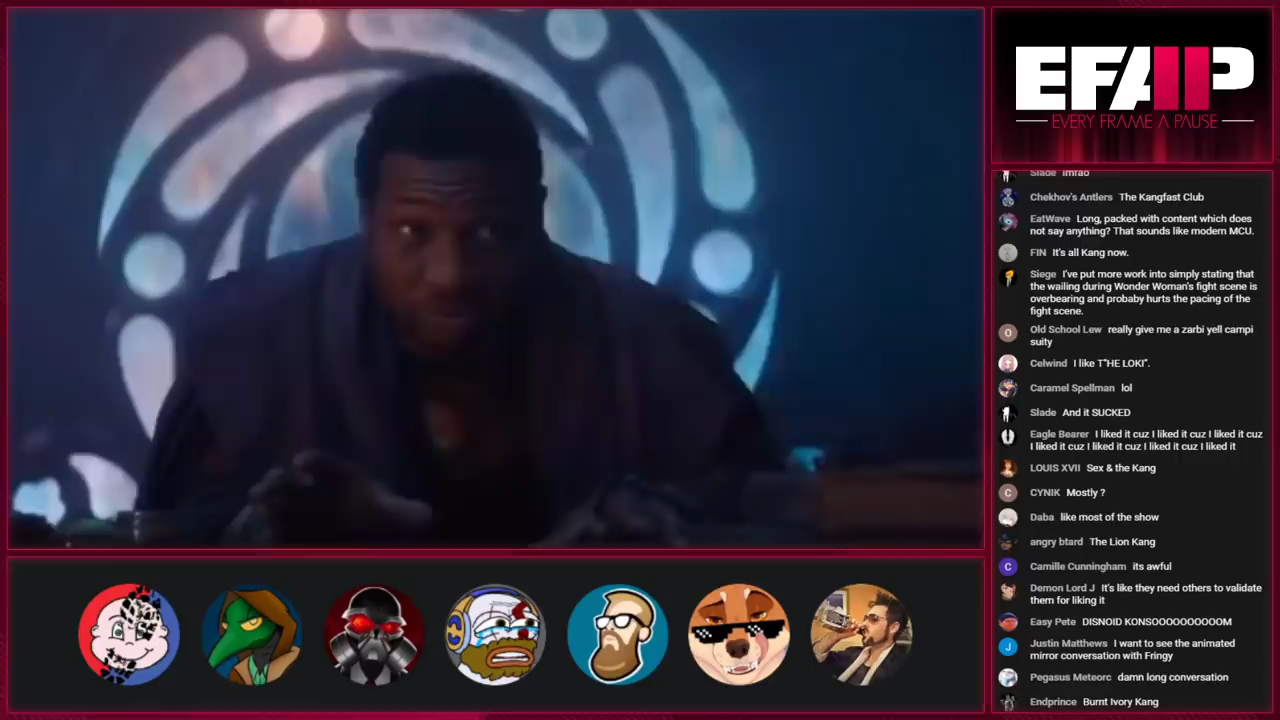 EFAP
EVERY FRAME A PAUSE
Slade lmfao
Chekhov's Antlers The Kangfast Club
EatWave Long, packed with content which does
not say anything? That sounds like modern MCU.
FIN It's all Kang now.
Siege I've put more work into simply stating that
the wailing during Wonder Woman's fight scene is
overbearing and probaby hurts the pacing of the
fight scene.
Old School Lew really give me a zarbi yell campi
suity
Celwind I like T"HE LOKI".
Caramel Spellman lol
Slade And it SUCKED
Eagle Bearer I liked it cuz I liked it cuz I liked it cuz
I liked it cuz I liked it cuz I liked it cuz I liked it
LOUIS XVII Sex & the Kang
C
CYNIK Mostly ?
Daba like most of the show
angry btard The Lion Kang
C
Camille Cunningham its awful
Demon Lord J It's like they need others to validate
them for liking it
Easy Pete DISNOID KONSOOOOOOOOOOM
J
Justin Matthews I want to see the animated
mirror conversation with Fringy
Pegasus Meteorc damn long conversation
Endprince Burnt Ivory Kang